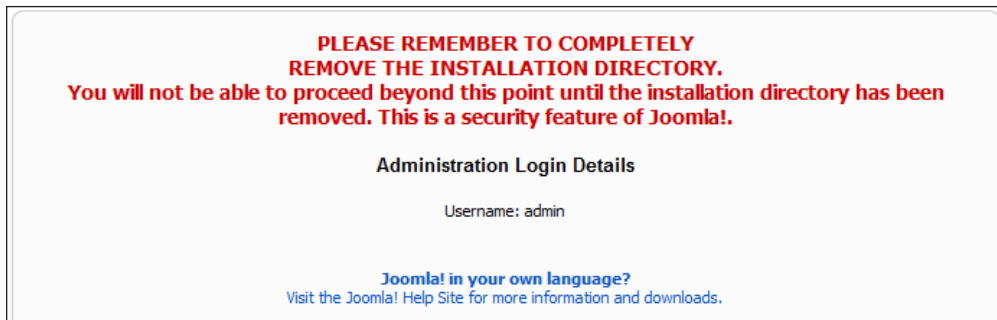 PLEASE REMEMBER TO COMPLETELY
REMOVE THE INSTALLATION DIRECTORY.
You will not be able to proceed beyond this point until the installation directory has been
removed. This is a security feature of Joomla!.
Administration Login Details
Username: admin
Joomla! in your own language?
Visit the Joomla! Help Site for more information and downloads.